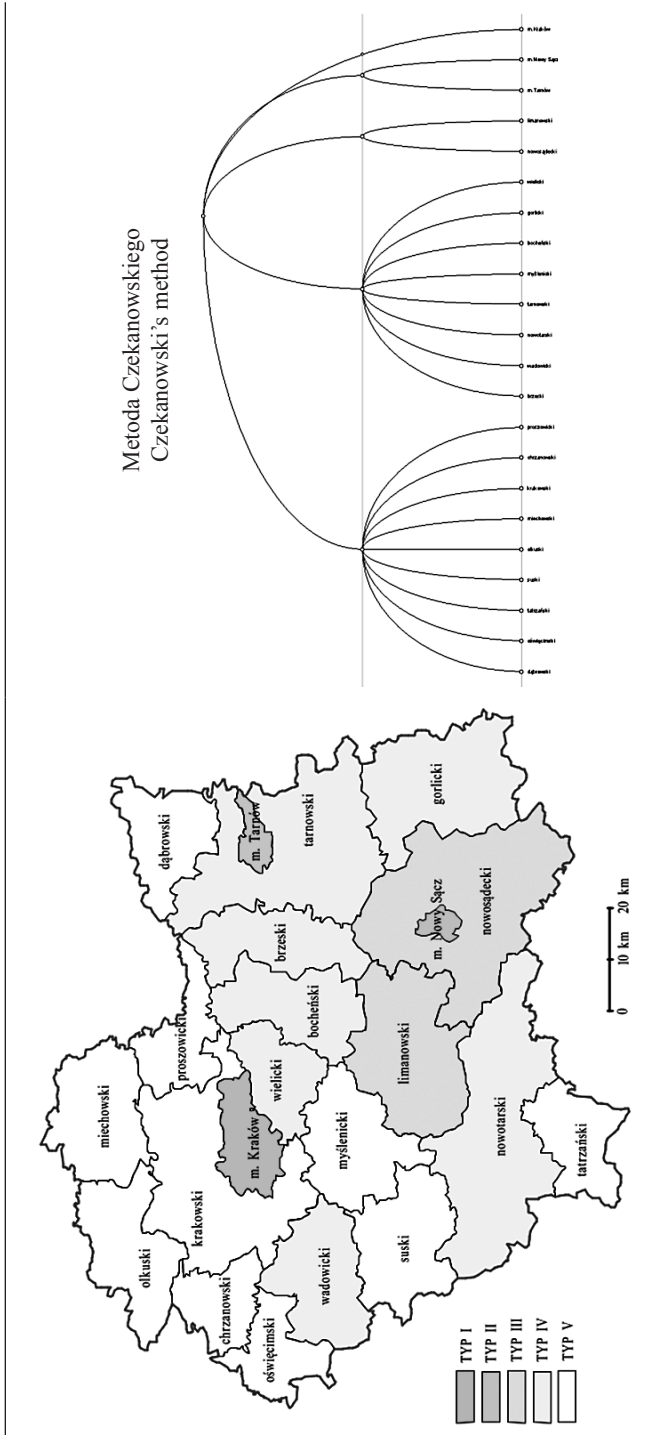 Metoda Czekanowskiego
Czekanowski's method
m. Kraków
m. Nowy Sącz
m. Tarnów
limanowski
nowosądecki
wielicki
gorlicki
bocheński
myślenicki
tarnowski
nowotarski
wadowicki
brzeski
proszowicki
chrzanowski
krakowski
miechowski
olkuski
suski
tatrzański
oświęcimski
dąbrowski
miechowski
olkuski
dąbrowski
proszowicki
krakowski
m. Tarnów
chrzanowski
m. Kraków
wielicki
brzeski
tarnowski
oświęcimski
bocheński
wadowicki
myślenicki
gorlicki
suski
limanowski
m. Nowy Sącz
nowosądecki
nowotarski
tatrzański
TYP I
TYP II
TYP III
TYP IV
TYP V
0 10 km 20 km